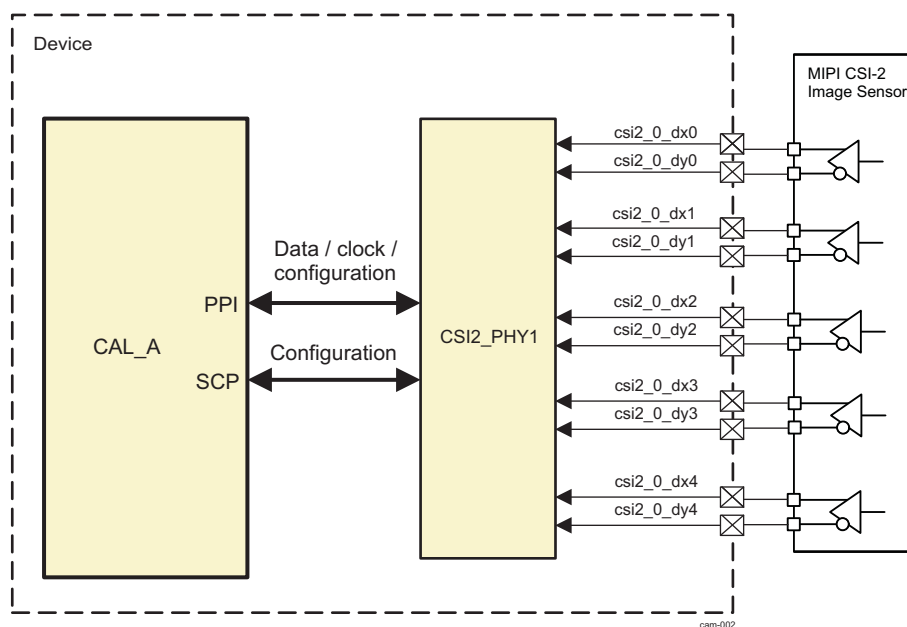 Device
MIPI CSI-2
Image Sensor
csi2_0_dx0
csi2_0_dy0
csi2_0_dx1
csi2_0_dy1
Data / clock /
configuration
PPI
csi2_0_dx2
CSI2_PHY1
csi2_0_dy2
CAL_A
Configuration
SCP
csi2_0_dx3
csi2_0_dy3
csi2_0_dx4
csi2_0_dy4
cam-002